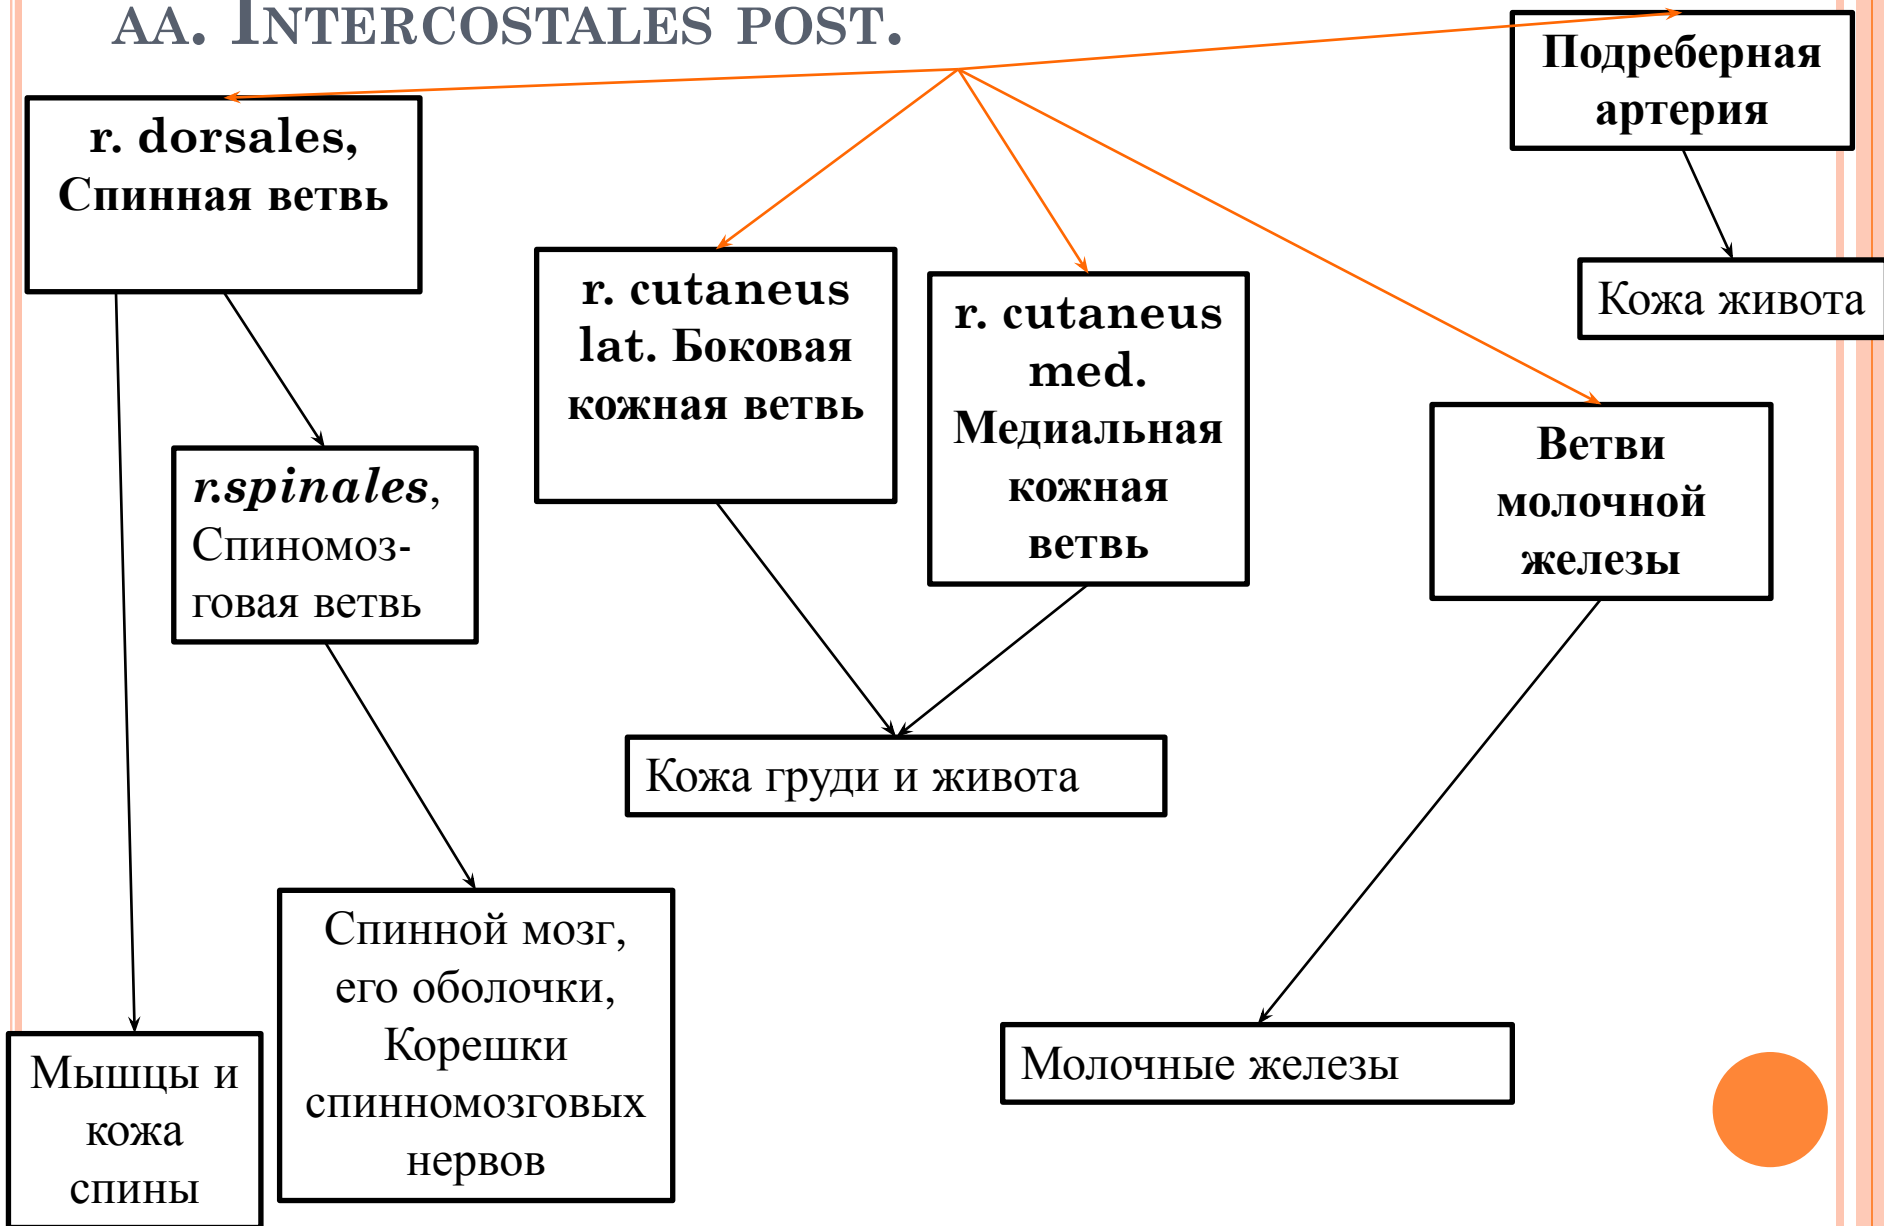 AA. INTERCOSTALES POST.
Подреберная
артерия
r. dorsales,
Спинная ветвь
r. cutaneus
lat. Боковая
кожная ветвь
r. cutaneus
med.
Медиальная
кожная
ветвь
Кожа живота
Ветви
молочной
железы
r.spinales,
Спиномоз-
говая ветвь
Кожа груди и живота
Спинной мозг,
его оболочки,
Корешки
спинномозговых
нервов
Молочные железы
Мышцы и
кожа
спины